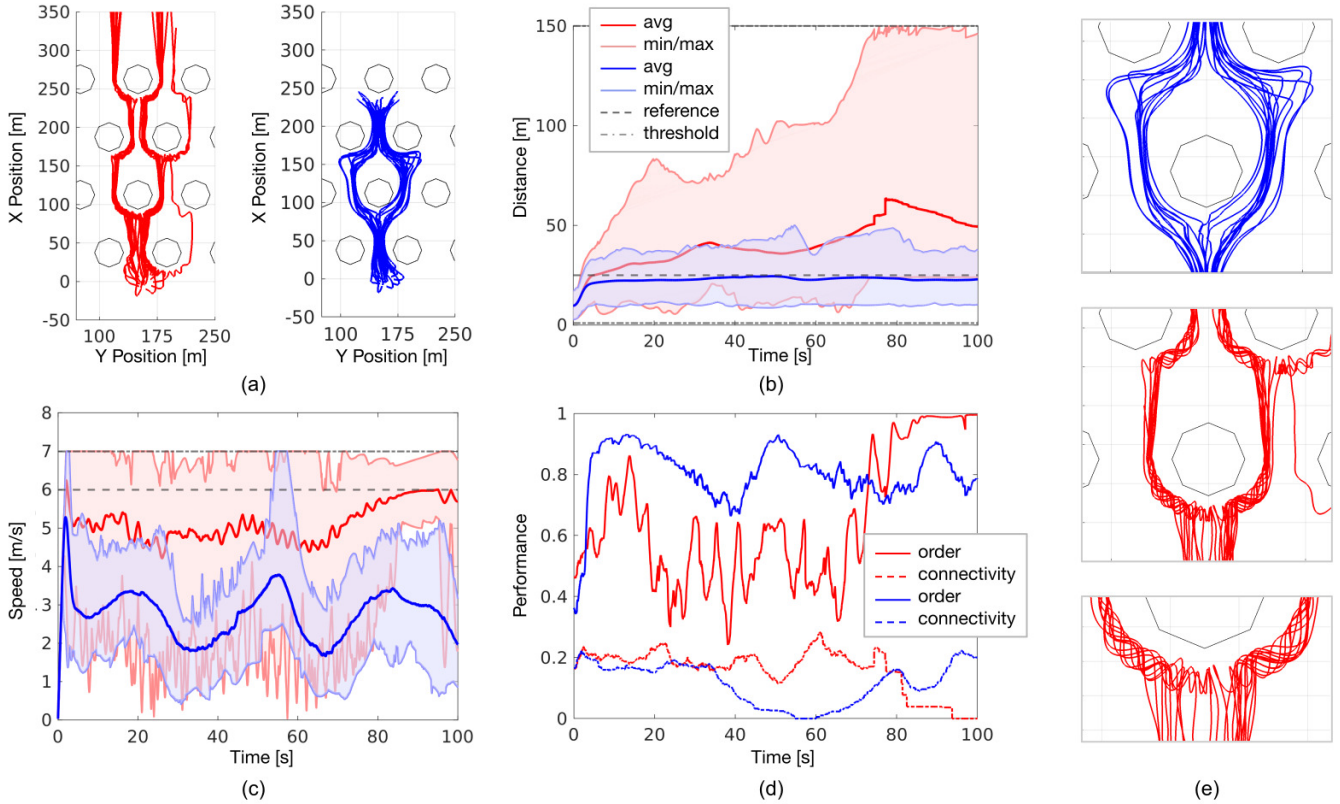 350
300
250
200
150
100
50
0
-50
X Position [m]
100
175
250
Y Position [m]
350
300
250
200
150
100
50
0
-50
X Position [m]
100
175
250
Y Position [m]
(a)
150
100
50
0
Distance [m]
avg
min/max
avg
min/max
reference
threshold
0
20
40
60
80
100
Time [s]
(b)
8
7
6
5
4
3
2
1
0
Speed [m/s]
0
20
40
60
80
100
Time [s]
(c)
1
0.8
0.6
0.4
0.2
0
Performance
order
connectivity
order
connectivity
0
20
40
60
80
100
Time [s]
(d)
(e)